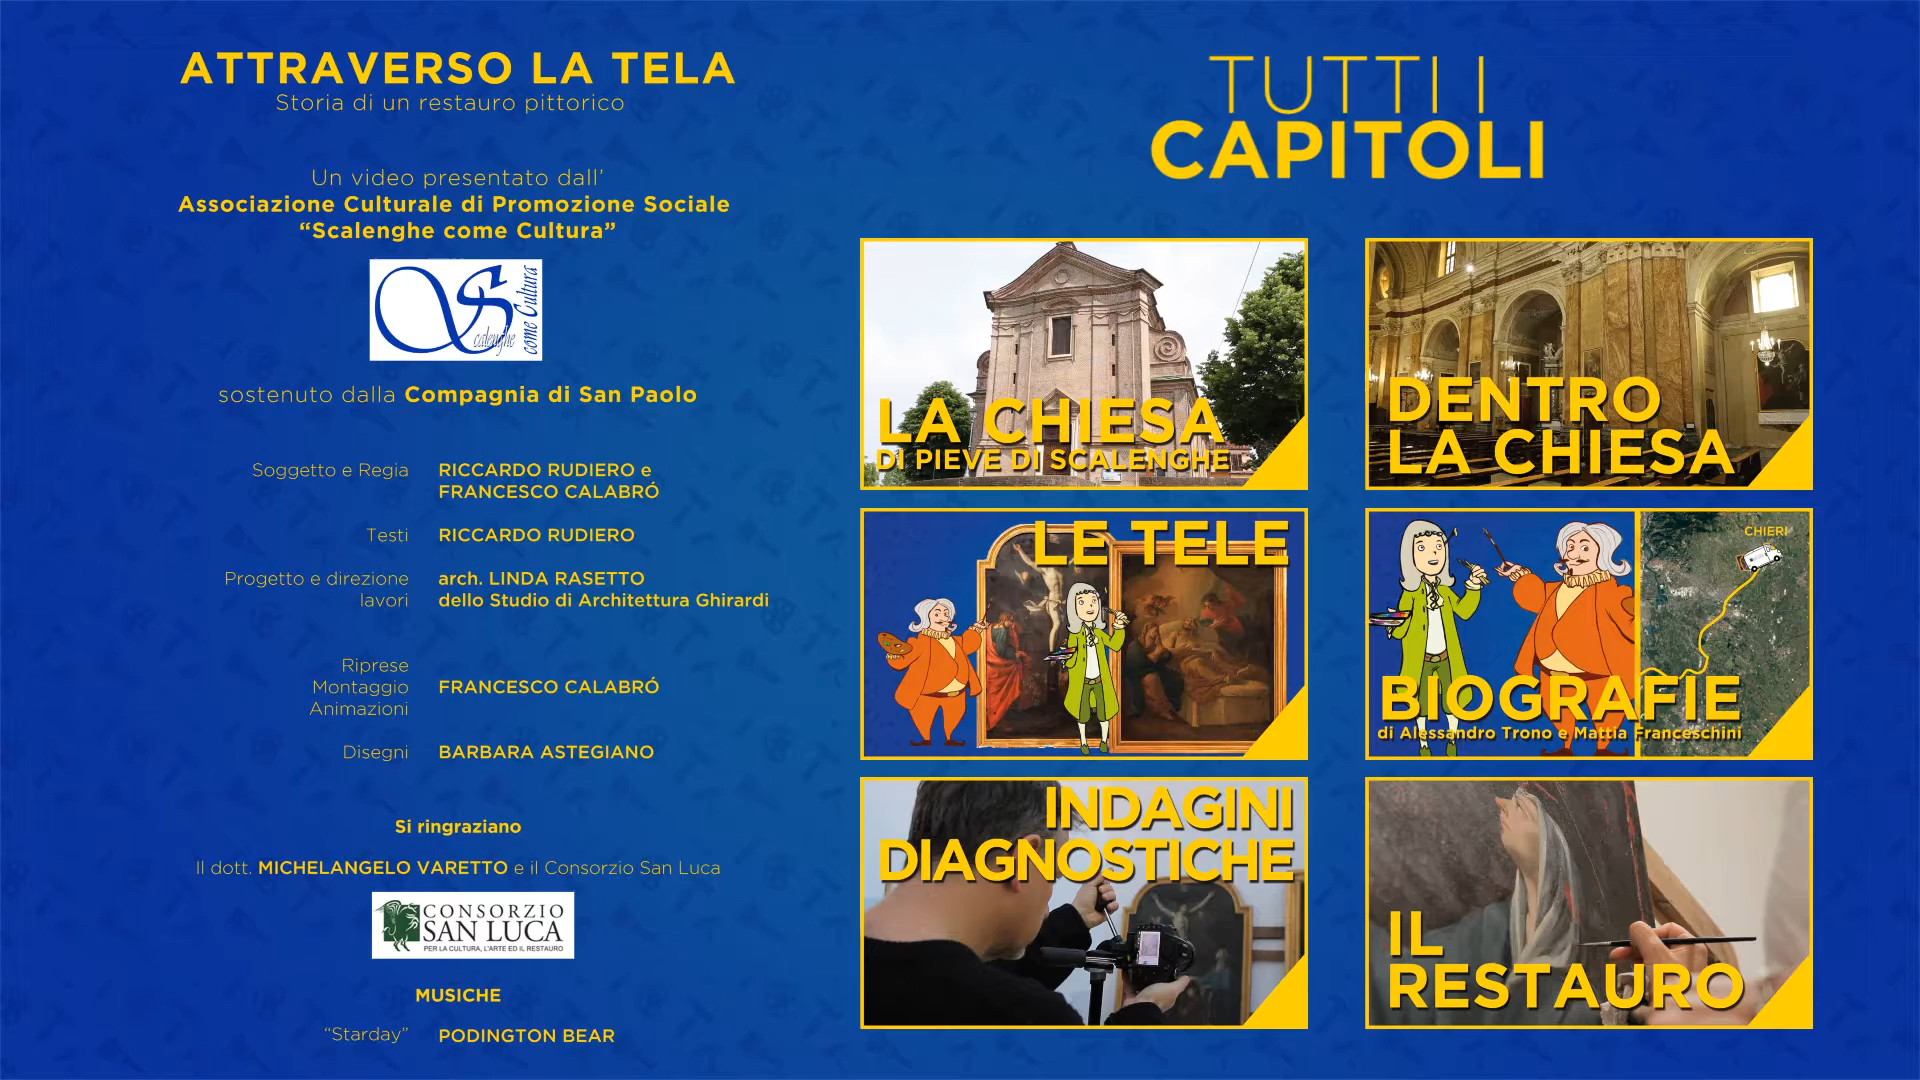 ATTRAVERSO LA TELA
Storia di un restauro pittorico
Un video presentato dall’
Associazione Culturale di Promozione Sociale
“Scalenghe come Cultura”
Scalenghe
come Cultura
sostenuto dalla Compagnia di San Paolo
Soggetto e Regia RICCARDO RUDIERO e
FRANCESCO CALABRÓ
Testi RICCARDO RUDIERO
Progetto e direzione arch. LINDA RASETTO
lavori dello Studio di Architettura Ghirardi
Riprese
Montaggio FRANCESCO CALABRÓ
Animazioni
Disegni BARBARA ASTEGIANO
Si ringraziano
Il dott. MICHELANGELO VARETTO e il Consorzio San Luca
CONSORZIO
SAN LUCA
PER LA CULTURA, L'ARTE ED IL RESTAURO
MUSICHE
“Starday” PODINGTON BEAR
TUTTI I
CAPITOLI
LA CHIESA
DI PIEVE DI SCALENGHE
DENTRO
LA CHIESA
LE TELE
CHIERI
BIOGRAFIE
di Alessandro Trono e Mattia Franceschini
INDAGINI
DIAGNOSTICHE
IL
RESTAURO